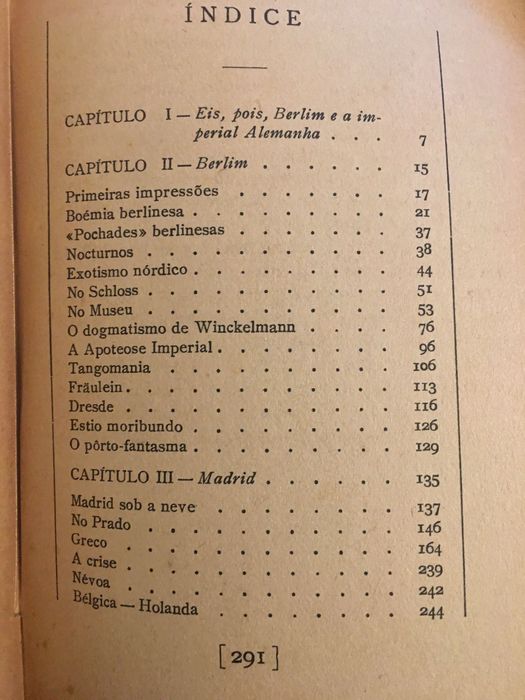 ÍNDICE
CAPÍTULO I — Eis, pois, Berlim e a im-
perial Alemanha . . . 7
CAPÍTULO II — Berlim . . . . . . 15
Primeiras impressões . . . . . . . 17
Boémia berlinesa . . . . . . . . . 21
«Pochades» berlinesas . . . . . . . 37
Nocturnos . . . . . . . . . . . 38
Exotismo nórdico . . . . . . . . . 44
No Schloss . . . . . . . . . . . 51
No Museu . . . . . . . . . . . 53
O dogmatismo de Winckelmann . . . . 76
A Apoteose Imperial . . . . . . . . 96
Tangomania . . . . . . . . . . 106
Fräulein . . . . . . . . . . . . 113
Dresde . . . . . . . . . . . . 116
Estio moribundo . . . . . . . . . 126
O pôrto-fantasma . . . . . . . . . 129
CAPÍTULO III — Madrid . . . . . . 135
Madrid sob a neve . . . . . . . . 137
No Prado . . . . . . . . . . . 146
Greco . . . . . . . . . . . . 164
A crise . . . . . . . . . . . . 239
Névoa . . . . . . . . . . . . 242
Bélgica — Holanda . . . . . . . . 244
[291]